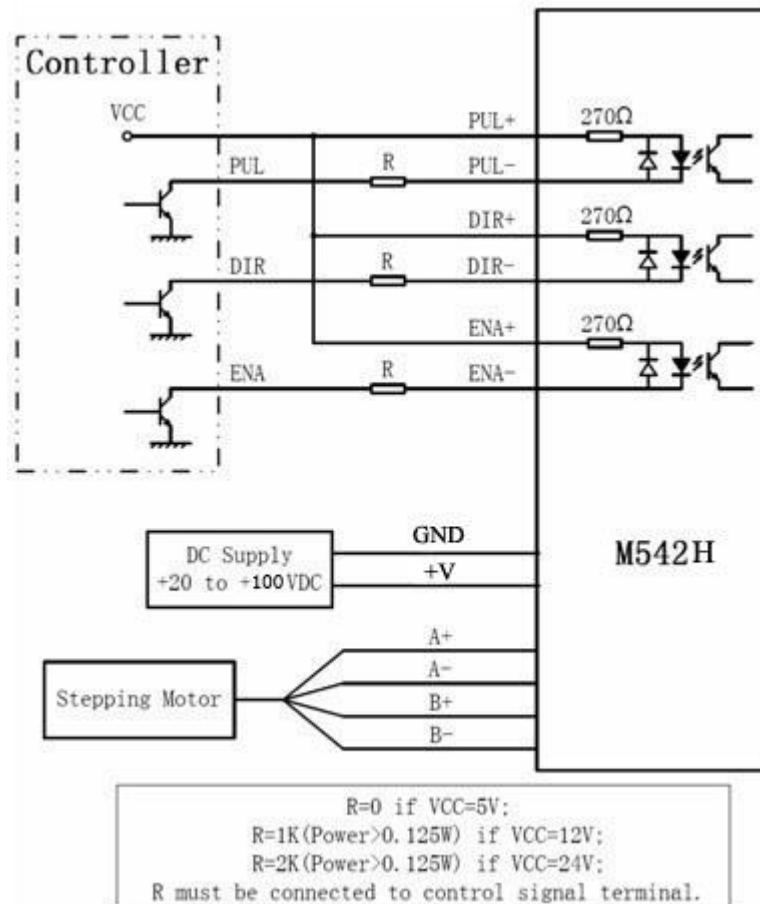 Controller
VCC
PUL+
270Ω
PUL
R
PUL-
DIR+
270Ω
DIR
R
DIR-
ENA+
270Ω
ENA
R
ENA-
DC Supply
+20 to +100VDC
GND
+V
M542H
Stepping Motor
A+
A-
B+
B-
R=0 if VCC=5V;
R=1K(Power>0.125W) if VCC=12V;
R=2K(Power>0.125W) if VCC=24V;
R must be connected to control signal terminal.